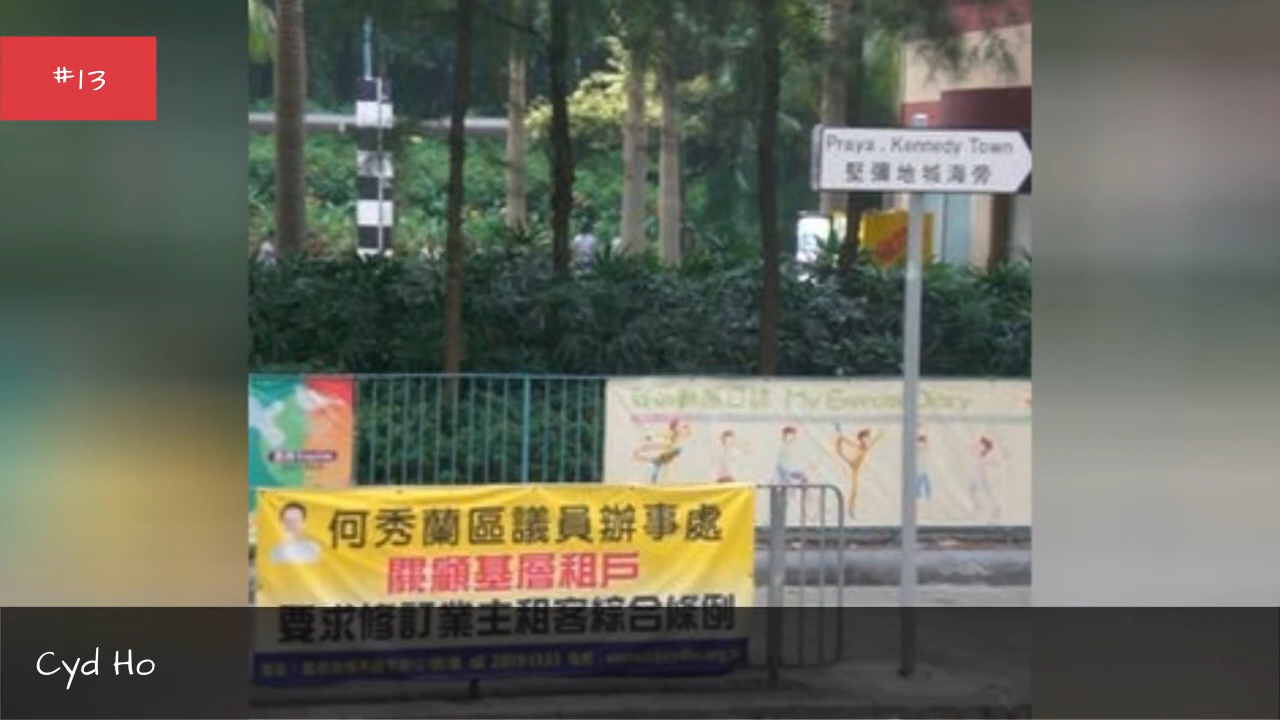 #13
Praya , Kennedy Town
堅彌地城海旁
My Exercise Diary
何秀蘭區議員辦事處
關顧基層租戶
要求修訂業主租客綜合條例
Cyd Ho